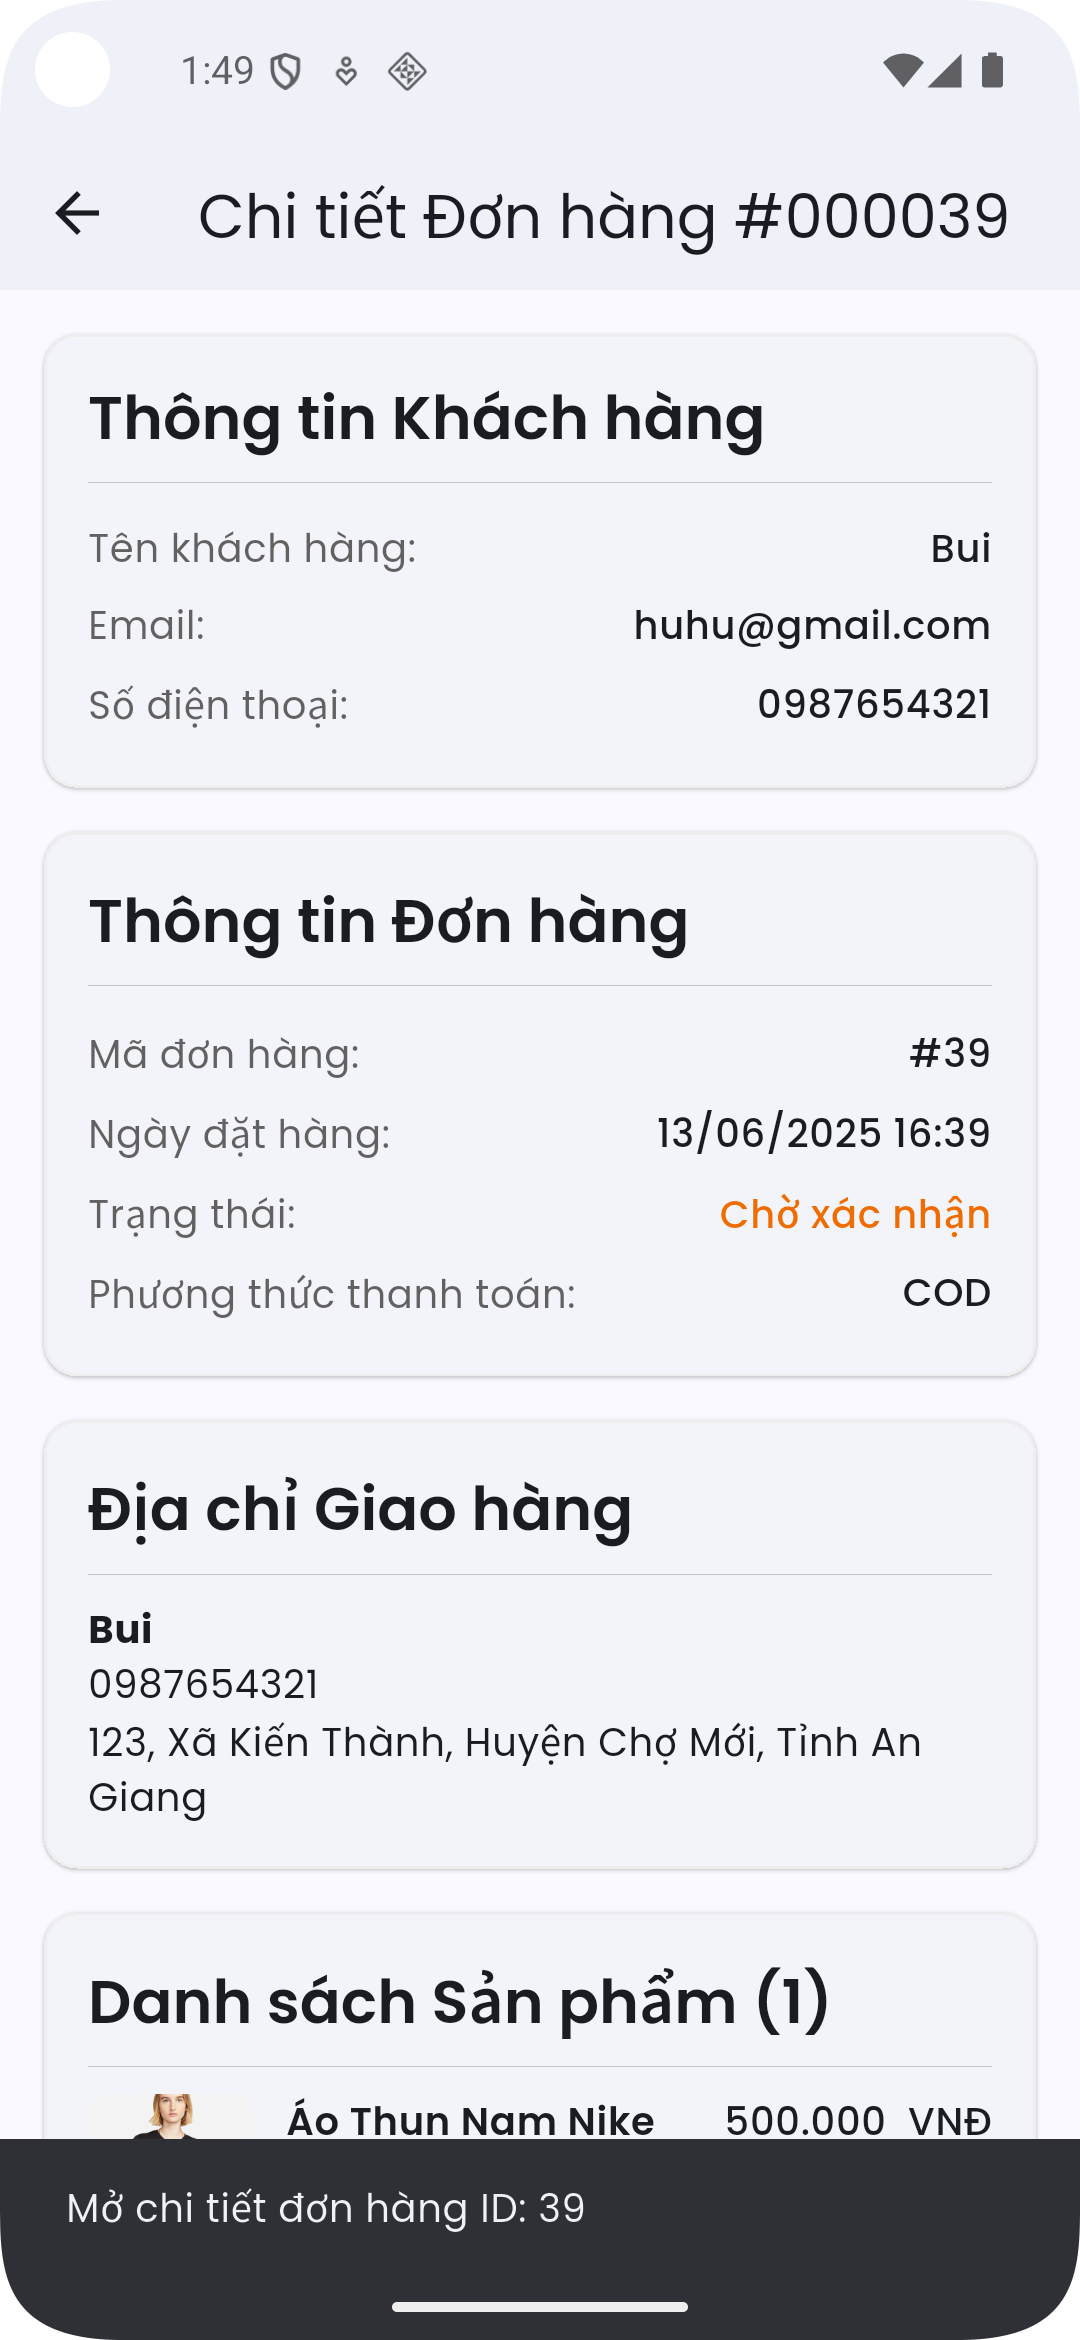 1:49
Chi tiết Đơn hàng #000039
Thông tin Khách hàng
Tên khách hàng: Bui
Email: huhu@gmail.com
Số điện thoại: 0987654321
Thông tin Đơn hàng
Mã đơn hàng: #39
Ngày đặt hàng: 13/06/2025 16:39
Trạng thái: Chờ xác nhận
Phương thức thanh toán: COD
Địa chỉ Giao hàng
Bui
0987654321
123, Xã Kiến Thành, Huyện Chợ Mới, Tỉnh An
Giang
Danh sách Sản phẩm (1)
Áo Thun Nam Nike 500.000 VNĐ
Mở chi tiết đơn hàng ID: 39